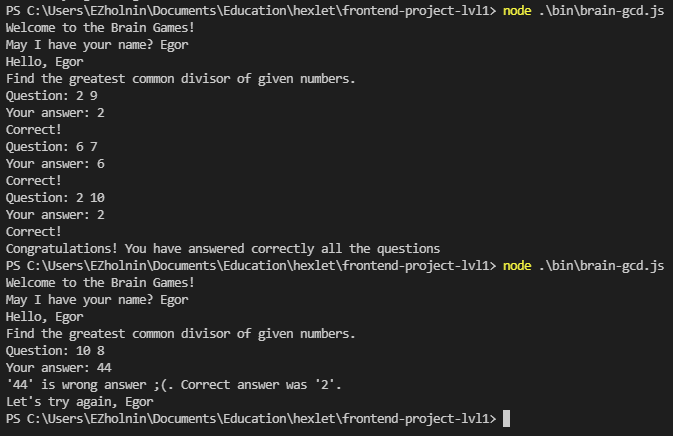 PS C:\Users\EZholnin\Documents\Education\hexlet\frontend-project-lvl1> node .\bin\brain-gcd.js
Welcome to the Brain Games!
May I have your name? Egor
Hello, Egor
Find the greatest common divisor of given numbers.
Question: 2 9
Your answer: 2
Correct!
Question: 6 7
Your answer: 6
Correct!
Question: 2 10
Your answer: 2
Correct!
Congratulations! You have answered correctly all the questions
PS C:\Users\EZholnin\Documents\Education\hexlet\frontend-project-lvl1> node .\bin\brain-gcd.js
Welcome to the Brain Games!
May I have your name? Egor
Hello, Egor
Find the greatest common divisor of given numbers.
Question: 10 8
Your answer: 44
'44' is wrong answer ;(. Correct answer was '2'.
Let's try again, Egor
PS C:\Users\EZholnin\Documents\Education\hexlet\frontend-project-lvl1>